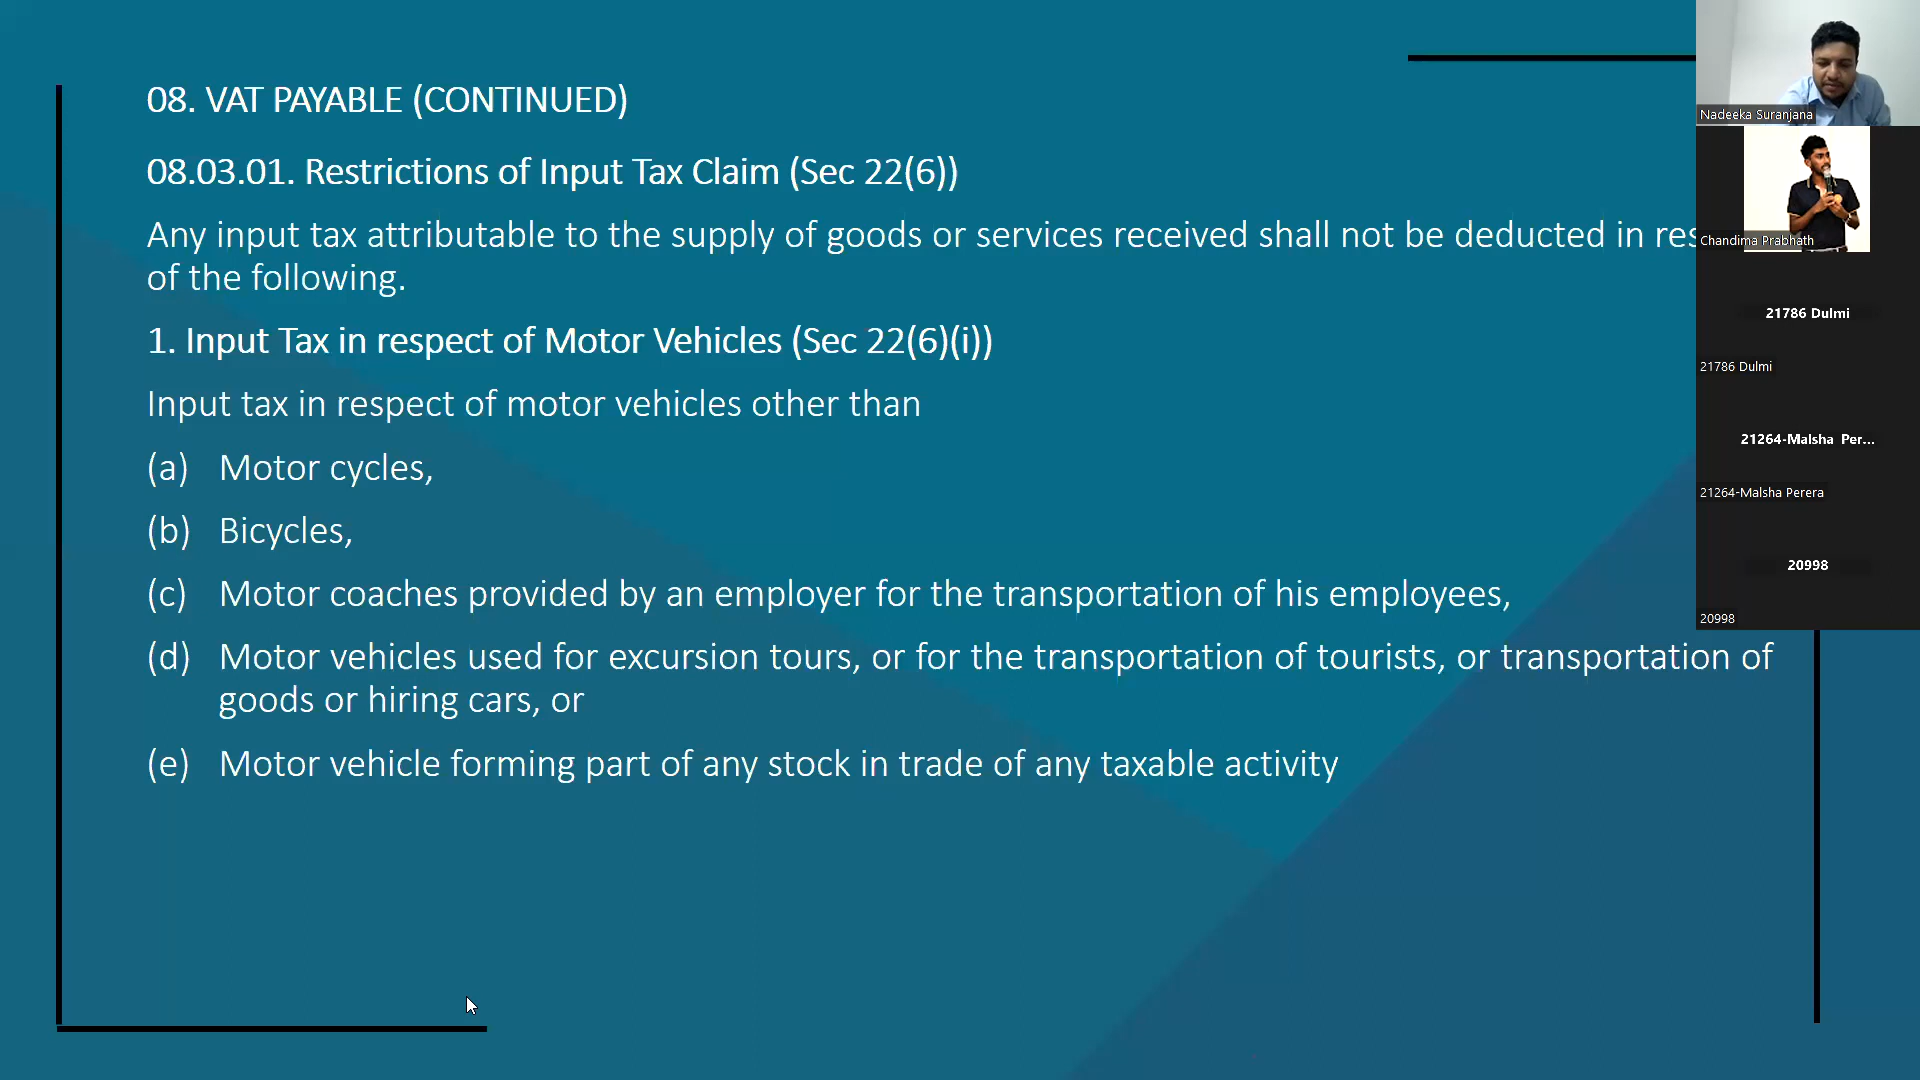 08. VAT PAYABLE (CONTINUED)
08.03.01. Restrictions of Input Tax Claim (Sec 22(6))
Any input tax attributable to the supply of goods or services received shall not be deducted in res
of the following.
1. Input Tax in respect of Motor Vehicles (Sec 22(6)(i))
Input tax in respect of motor vehicles other than
(a) Motor cycles,
(b) Bicycles,
(c) Motor coaches provided by an employer for the transportation of his employees,
(d) Motor vehicles used for excursion tours, or for the transportation of tourists, or transportation of
goods or hiring cars, or
(e) Motor vehicle forming part of any stock in trade of any taxable activity
Nadeeka Suranjana
Chandima Prabhath
21786 Dulmi
21786 Dulmi
21264-Malsha Per...
21264-Malsha Perera
20998
20998